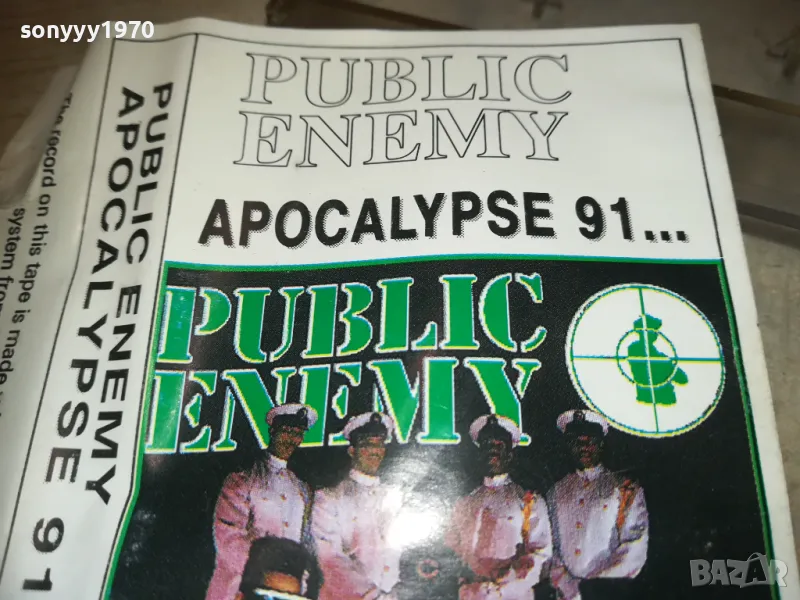 sonyyy1970
PUBLIC
ENEMY
APOCALYPSE 91...
PUBLIC
ENEMY
PUBLIC ENEMY
APOCALYPSE 91
The record on this tape is made
system from
BAZAR